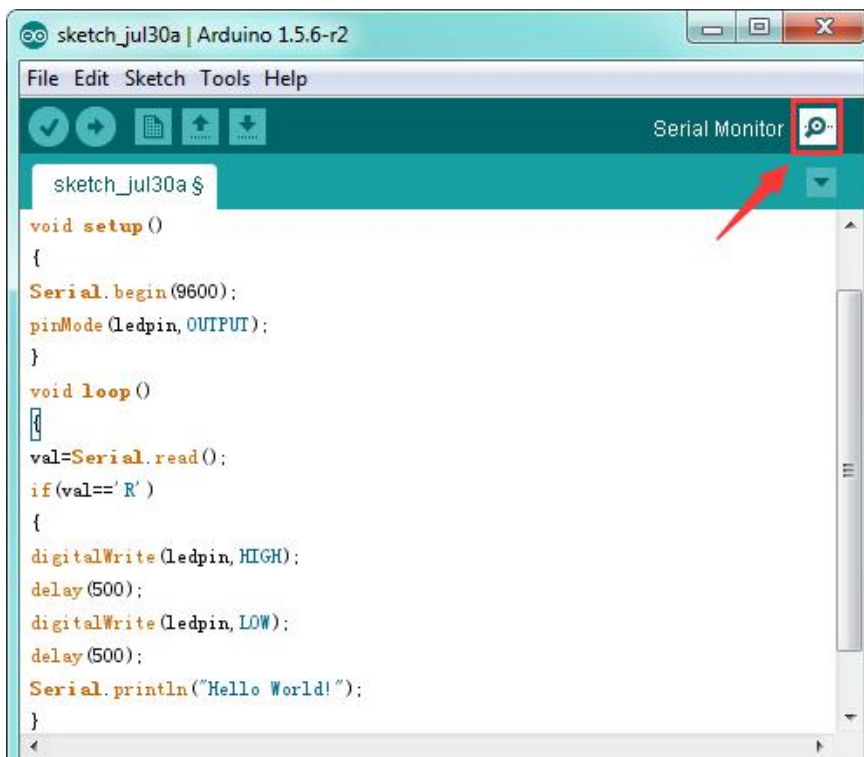 sketch_jul30a | Arduino 1.5.6-r2
File Edit Sketch Tools Help
Serial Monitor
sketch_jul30a §
void setup()
{
Serial.begin(9600);
pinMode(ledpin,OUTPUT);
}
void loop()
{
val=Serial.read();
if(val=='R')
{
digitalWrite(ledpin,HIGH);
delay(500);
digitalWrite(ledpin,LOW);
delay(500);
Serial.println("Hello World!");
}